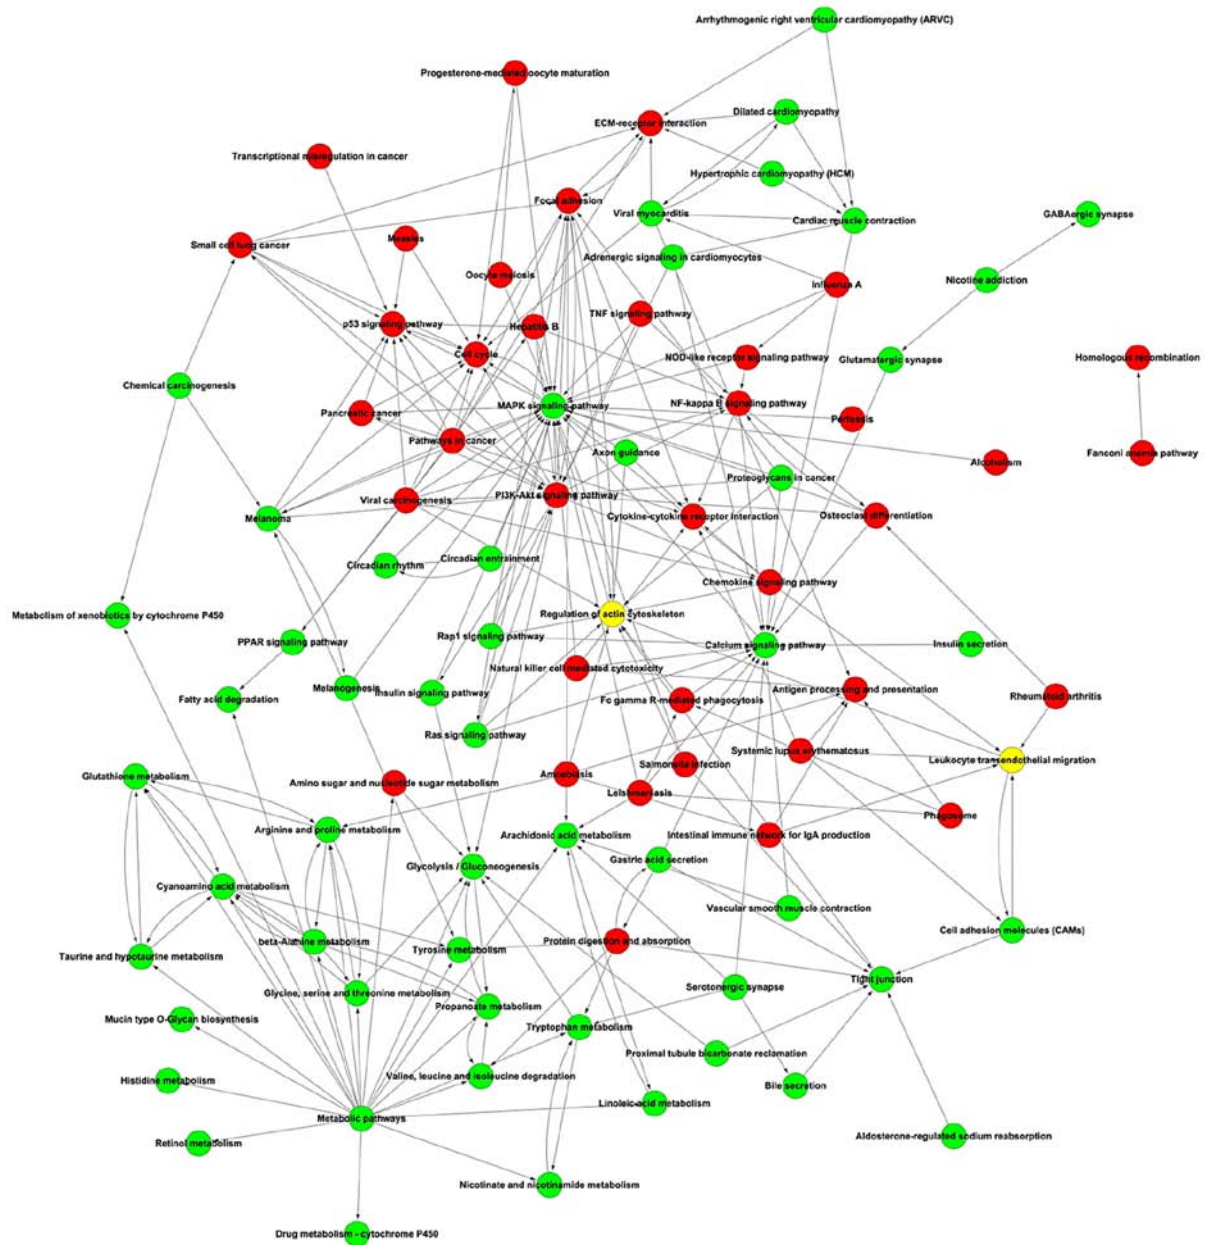 Arrhythmogenic right ventricular cardiomyopathy (ARVC)
Progesterone-mediated oocyte maturation
Dilated cardiomyopathy
ECM-receptor interaction
Transcriptional misregulation in cancer
Hypertrophic cardiomyopathy (HCM)
Focal adhesion
Viral myocarditis
Cardiac muscle contraction
GABAergic synapse
Small cell lung cancer
Measles
Adrenergic signaling in cardiomyocytes
Oocyte meiosis
Influenza A
Nicotine addiction
TNF signaling pathway
p53 signaling pathway
Hepatitis B
Cell cycle
NOD-like receptor signaling pathway
Glutamatergic synapse
Homologous recombination
Chemical carcinogenesis
MAPK signaling pathway
NF-kappa B signaling pathway
Pancreatic cancer
Pertussis
Pathways in cancer
Axon guidance
Fanconi anemia pathway
Alcoholism
Proteoglycans in cancer
Viral carcinogenesis
PI3K-Akt signaling pathway
Melanoma
Cytokine-cytokine receptor interaction
Osteoclast differentiation
Circadian rhythm
Circadian entrainment
Chemokine signaling pathway
Metabolism of xenobiotics by cytochrome P450
Regulation of actin cytoskeleton
PPAR signaling pathway
Rap1 signaling pathway
Calcium signaling pathway
Insulin secretion
Natural killer cell mediated cytotoxicity
Fatty acid degradation
Melanogenesis
Insulin signaling pathway
Antigen processing and presentation
Rheumatoid arthritis
Fc gamma R-mediated phagocytosis
Ras signaling pathway
Systemic lupus erythematosus
Leukocyte transendothelial migration
Glutathione metabolism
Amino sugar and nucleotide sugar metabolism
Amoebiasis
Salmonella infection
Leishmaniasis
Phagosome
Arginine and proline metabolism
Arachidonic acid metabolism
Intestinal immune network for IgA production
Glycolysis / Gluconeogenesis
Gastric acid secretion
Cyanoamino acid metabolism
Vascular smooth muscle contraction
Cell adhesion molecules (CAMs)
beta-Alanine metabolism
Tyrosine metabolism
Protein digestion and absorption
Taurine and hypotaurine metabolism
Tight junction
Glycine, serine and threonine metabolism
Serotonergic synapse
Propanoate metabolism
Mucin type O-Glycan biosynthesis
Tryptophan metabolism
Proximal tubule bicarbonate reclamation
Histidine metabolism
Valine, leucine and isoleucine degradation
Bile secretion
Linoleic acid metabolism
Metabolic pathways
Retinol metabolism
Aldosterone-regulated sodium reabsorption
Nicotinate and nicotinamide metabolism
Drug metabolism - cytochrome P450